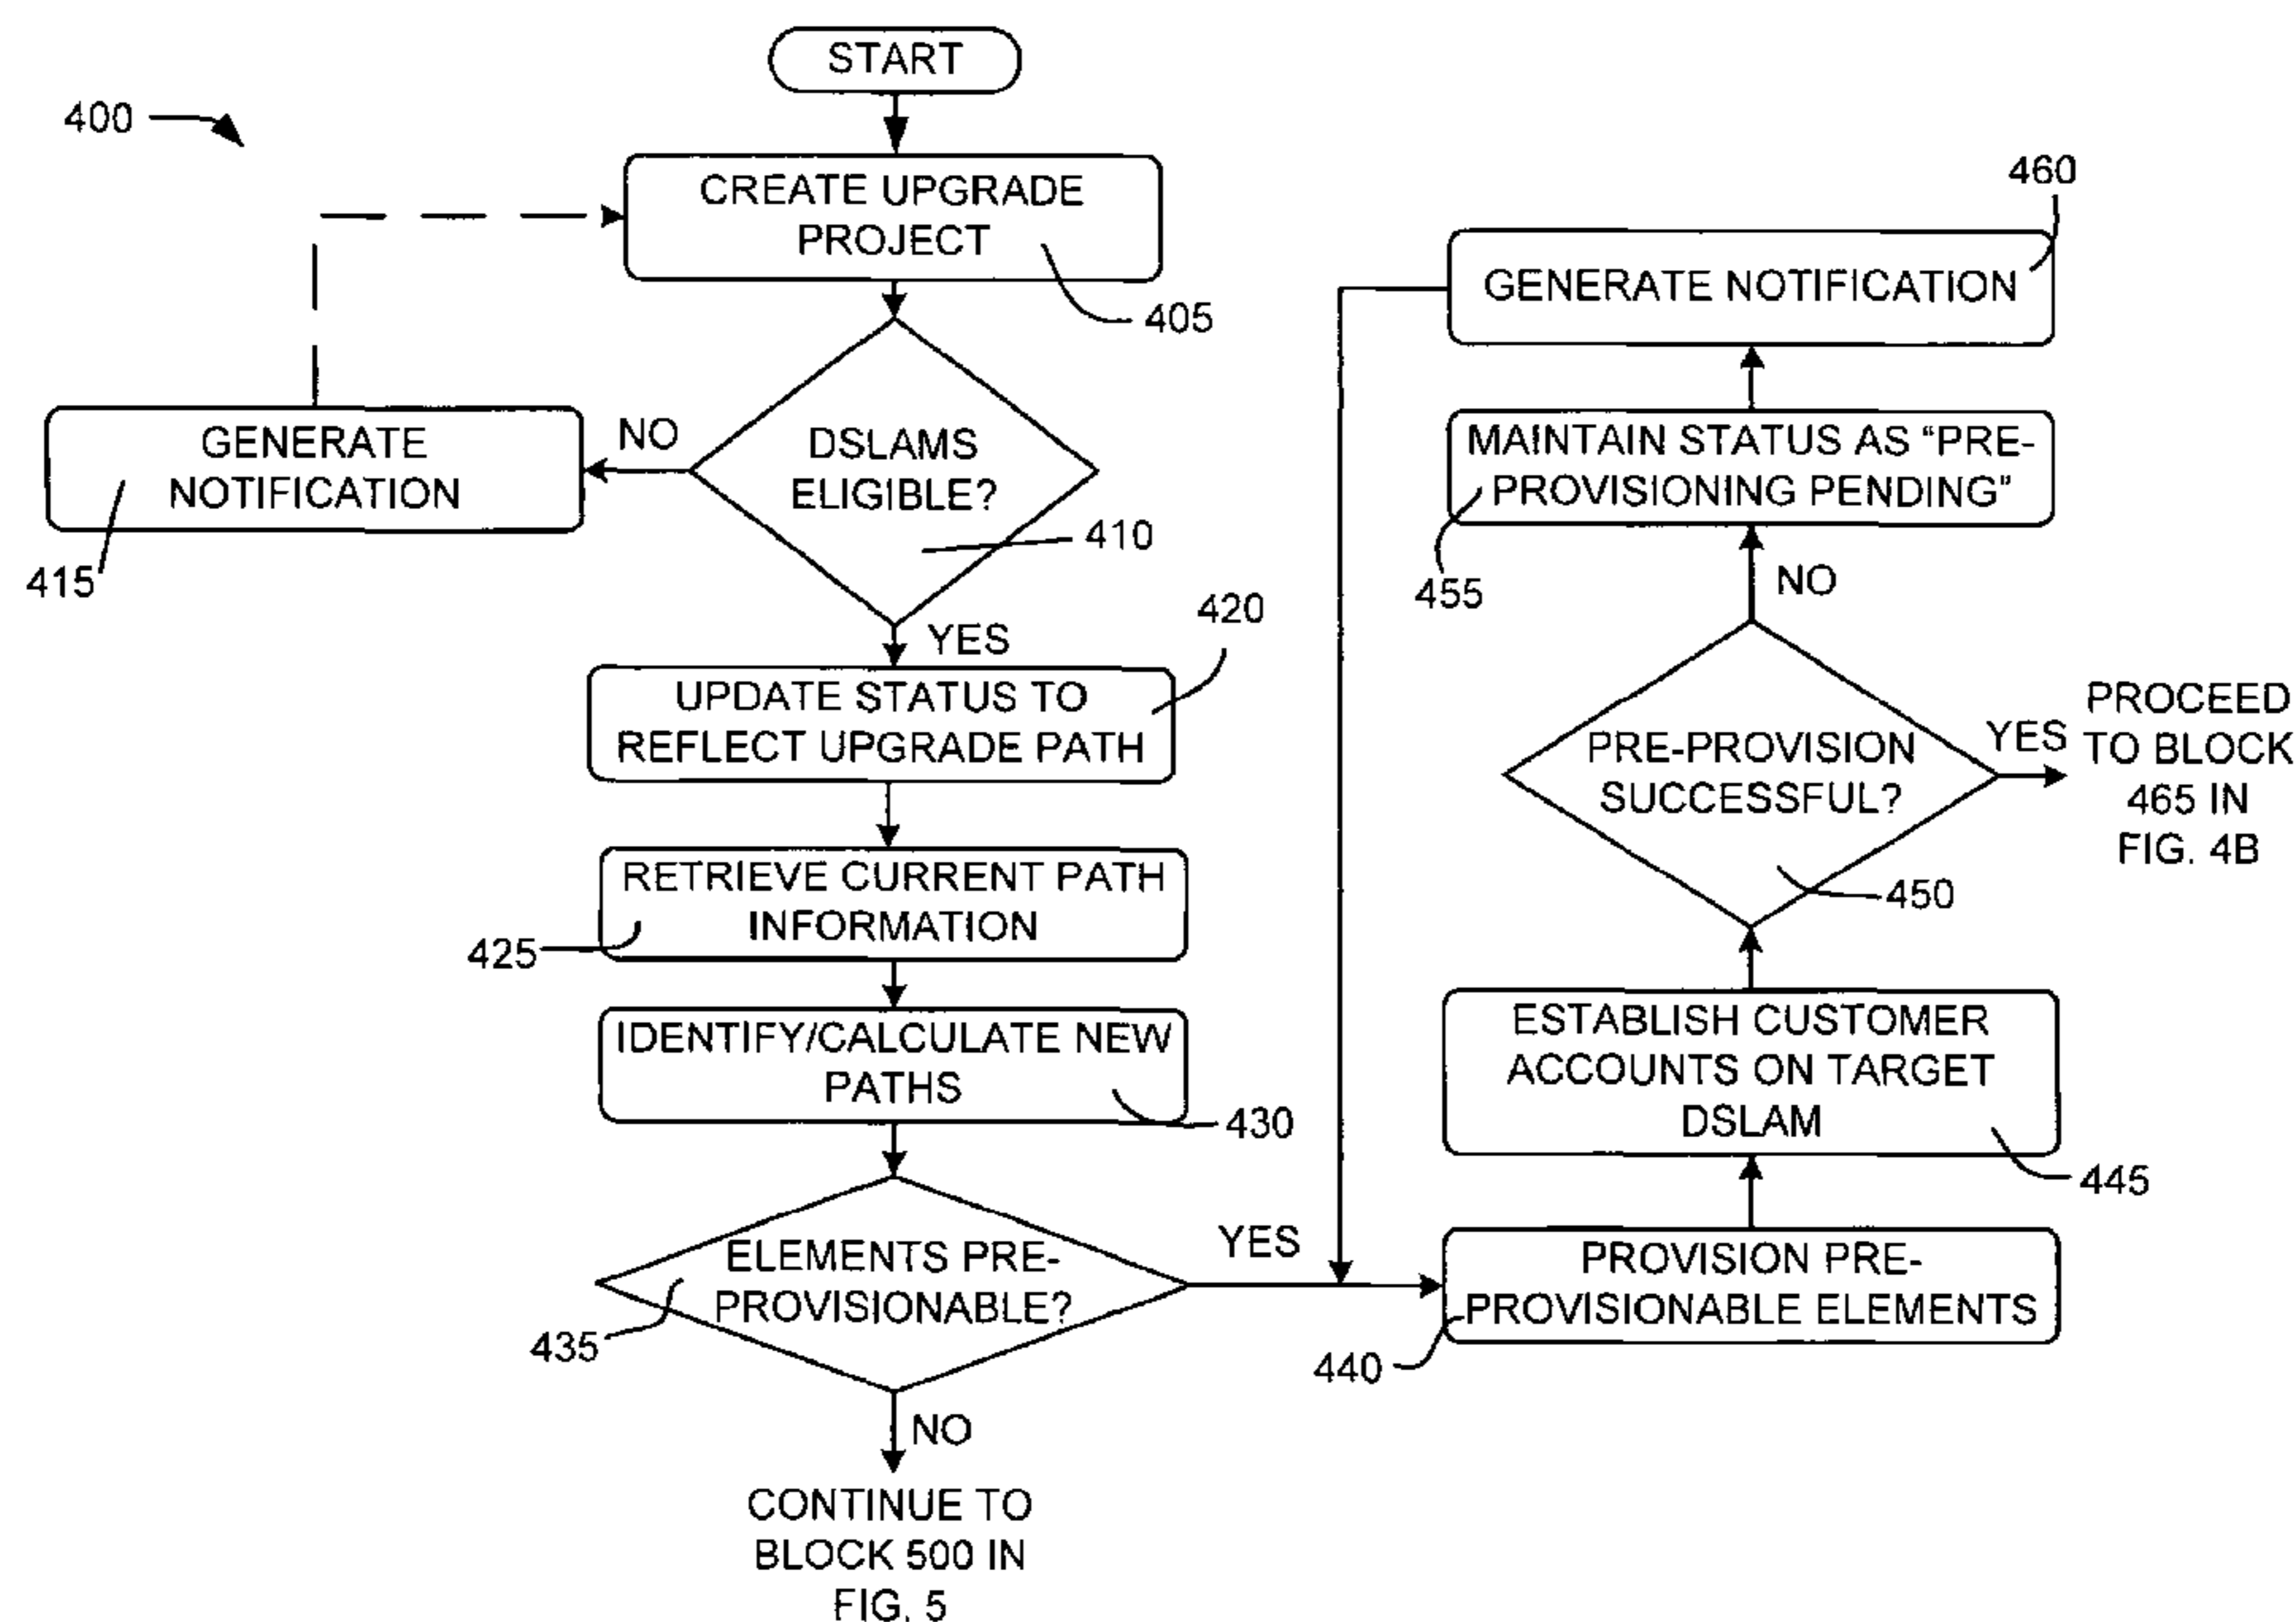 START
400
CREATE UPGRADE
PROJECT
405
DSLAMS
ELIGIBLE?
410
NO
GENERATE
NOTIFICATION
415
YES
UPDATE STATUS TO
REFLECT UPGRADE PATH
420
RETRIEVE CURRENT PATH
INFORMATION
425
IDENTIFY/CALCULATE NEW
PATHS
430
ELEMENTS PRE-
PROVISIONABLE?
435
NO
CONTINUE TO
BLOCK 500 IN
FIG. 5
YES
PROVISION PRE-
PROVISIONABLE ELEMENTS
440
ESTABLISH CUSTOMER
ACCOUNTS ON TARGET
DSLAM
445
PRE-PROVISION
SUCCESSFUL?
450
YES
PROCEED
TO BLOCK
465 IN
FIG. 4B
NO
MAINTAIN STATUS AS “PRE-
PROVISIONING PENDING”
455
GENERATE NOTIFICATION
460